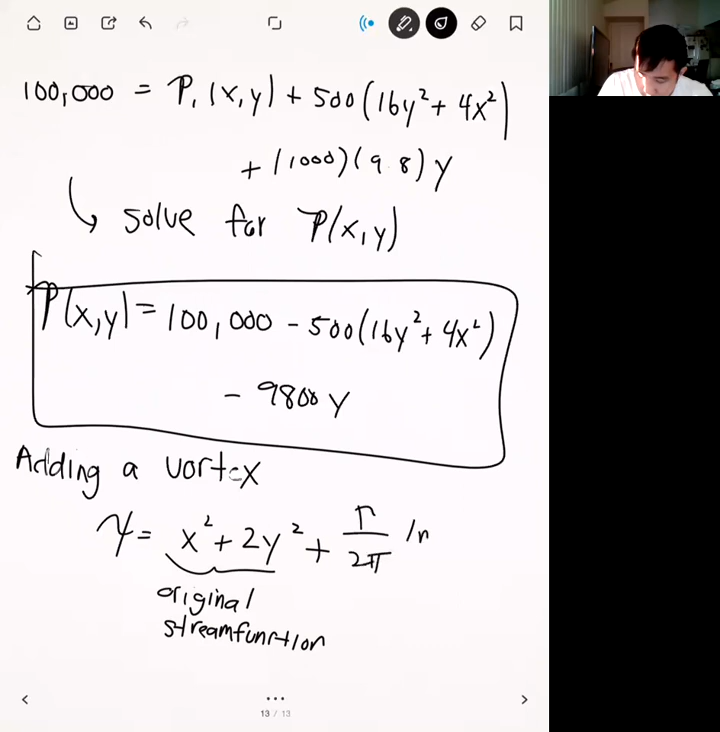 100,000 = P₁(x,y) + 500(16y² + 4x²)
+ (1000)(9.8)y
↳ solve for P(x,y)
P(x,y) = 100,000 - 500(16y² + 4x²)
- 9800y
Adding a vortex
ψ = x² + 2y² + Γ/2π ln
original
streamfunction
13 / 13